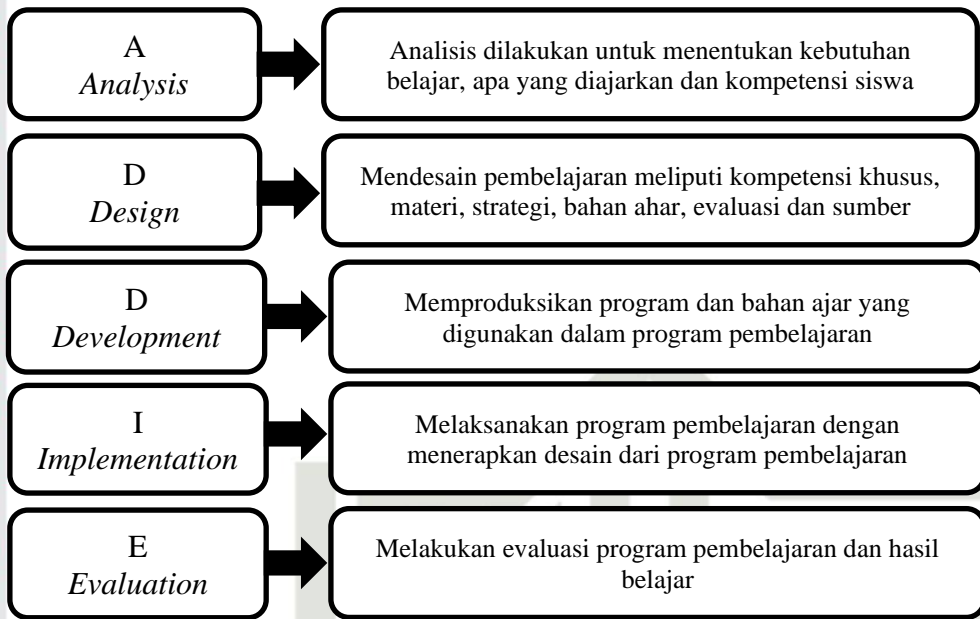 A
Analysis
Analisis dilakukan untuk menentukan kebutuhan
belajar, apa yang diajarkan dan kompetensi siswa
D
Design
Mendesain pembelajaran meliputi kompetensi khusus,
materi, strategi, bahan ahar, evaluasi dan sumber
D
Development
Memproduksikan program dan bahan ajar yang
digunakan dalam program pembelajaran
I
Implementation
Melaksanakan program pembelajaran dengan
menerapkan desain dari program pembelajaran
E
Evaluation
Melakukan evaluasi program pembelajaran dan hasil
belajar